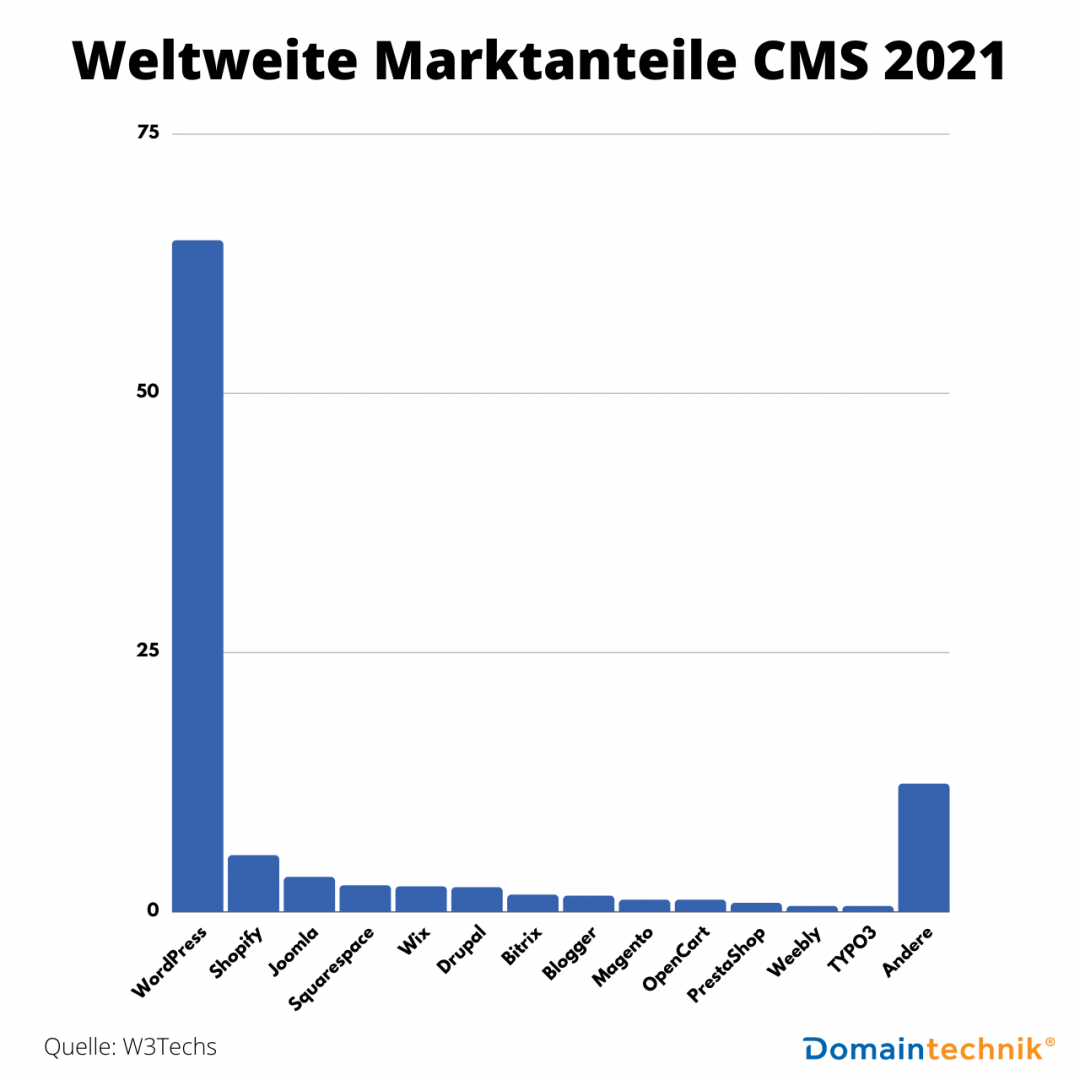 Weltweite Marktanteile CMS 2021
75
50
25
0
WordPress
Shopify
Joomla
Squarespace
Wix
Drupal
Bitrix
Blogger
Magento
OpenCart
PrestaShop
Weebly
TYPO3
Andere
Quelle: W3Techs
Domaintechnik®